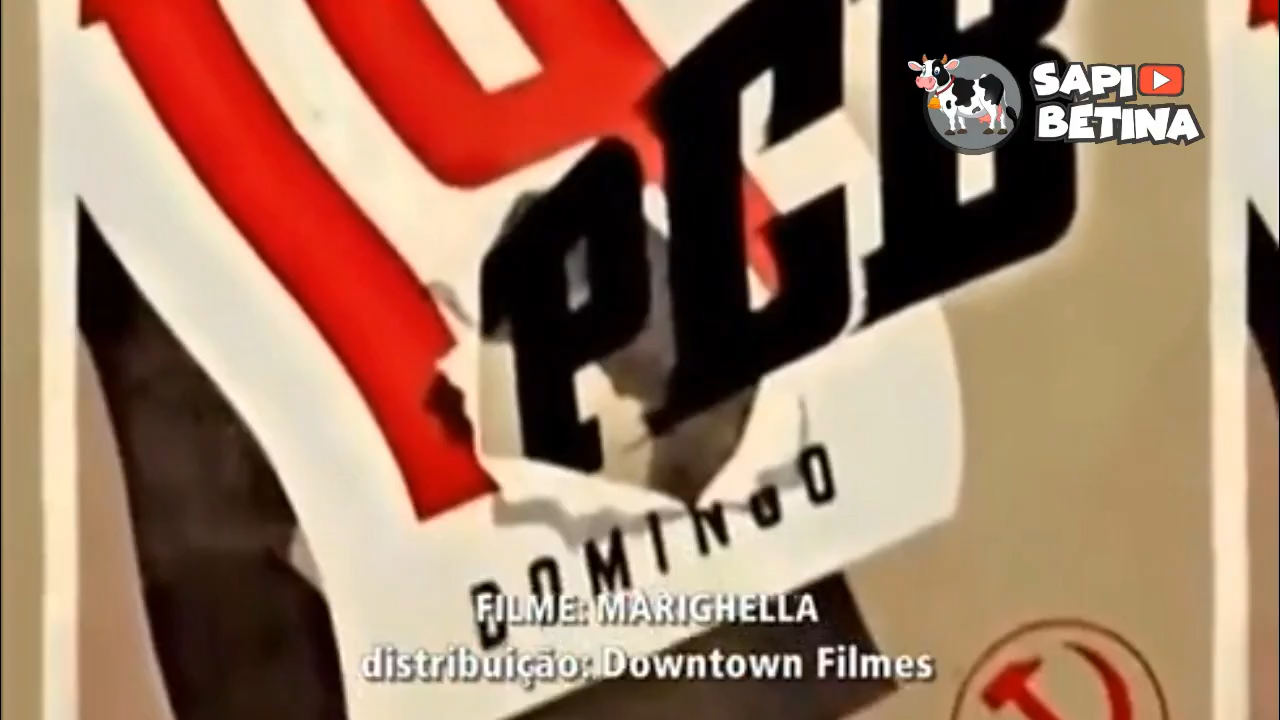 PCB
SAPI
BETINA
DOMINGO
FILME: MARIGHELLA
distribuição: Downtown Filmes